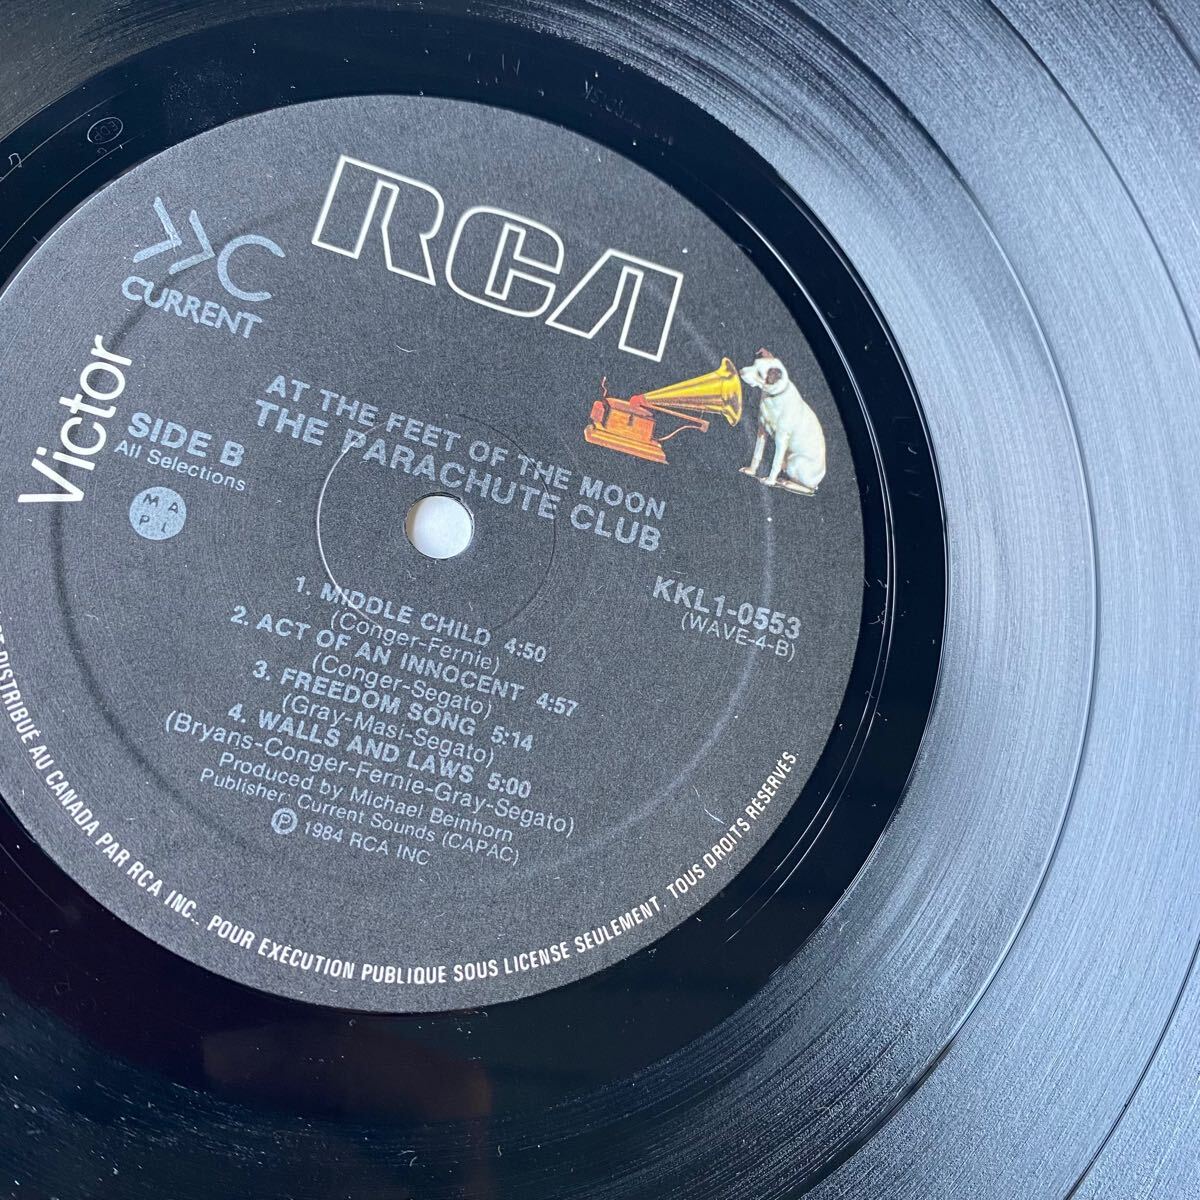 RCA
C
CURRENT
Victor
AT THE FEET OF THE MOON
THE PARACHUTE CLUB
SIDE B
All Selections
M A
P L
KKL1-0553
(WAVE-4-B)
1. MIDDLE CHILD 4:50
(Conger-Fernie)
2. ACT OF AN INNOCENT 4:57
(Conger-Segato)
3. FREEDOM SONG 5:14
(Gray-Masi-Segato)
4. WALLS AND LAWS 5:00
(Bryans-Conger-Fernie-Gray-Segato)
Produced by Michael Beinhorn
Publisher: Current Sounds (CAPAC)
℗ 1984 RCA INC
DISTRIBUÉ AU CANADA PAR RCA INC., POUR EXÉCUTION PUBLIQUE SOUS LICENSE SEULEMENT. TOUS DROITS RÉSERVÉS